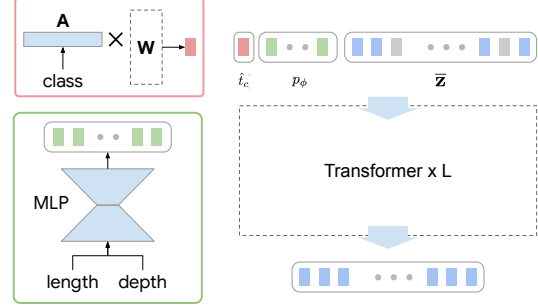 A
× W
class
t̂c
pϕ
Z̅
MLP
length depth
Transformer x L